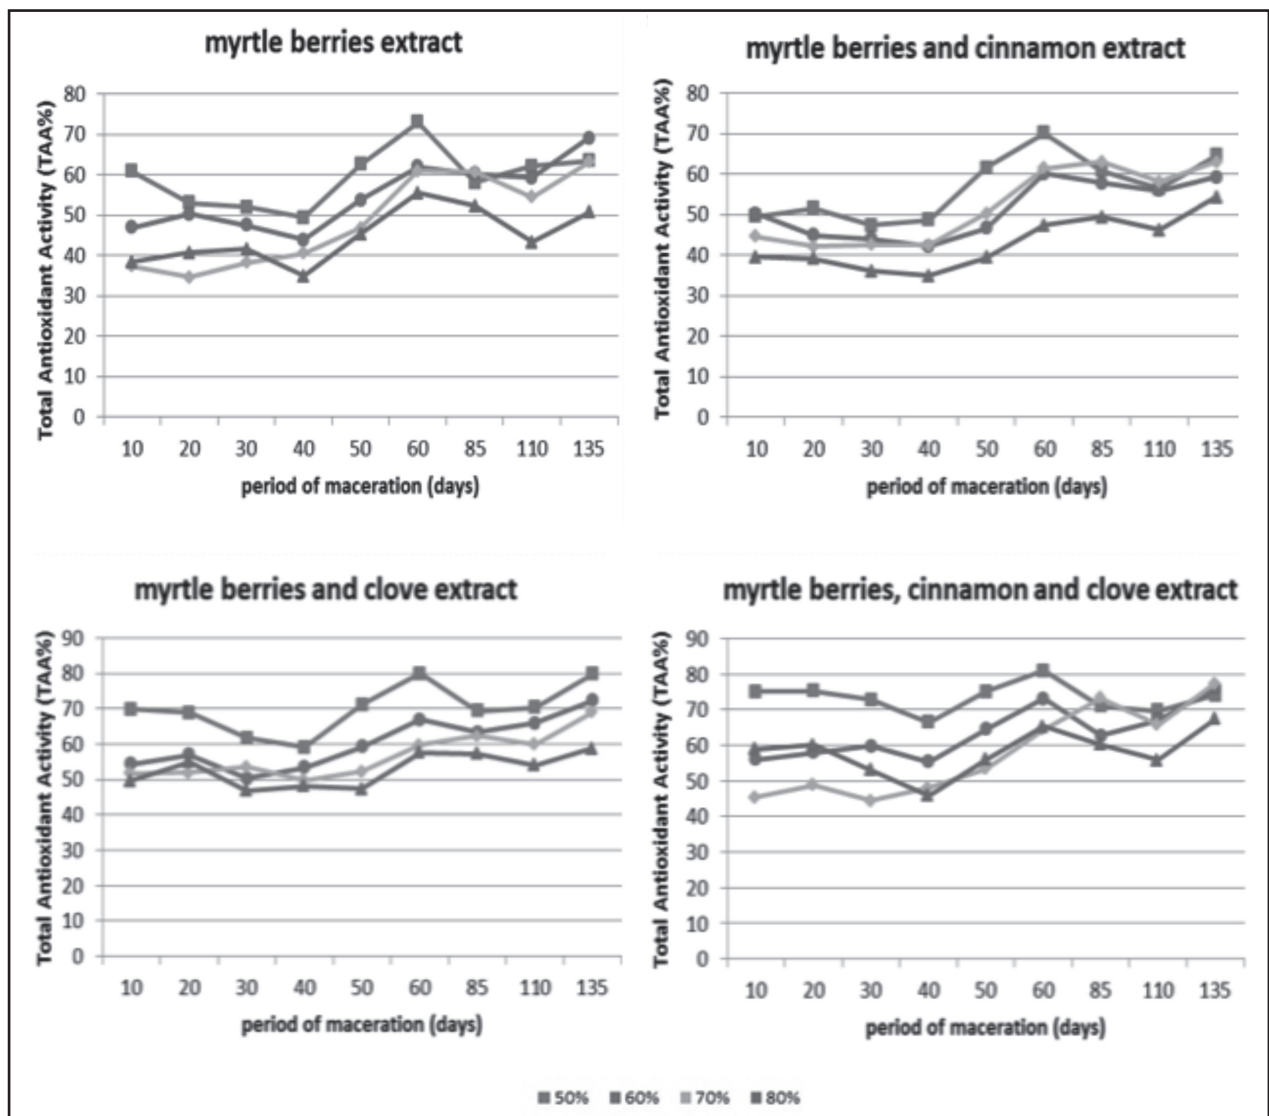 myrtle berries extract
Total Antioxidant Activity (TAA%)
80
70
60
50
40
30
20
10
0
10 20 30 40 50 60 85 110 135
period of maceration (days)
myrtle berries and cinnamon extract
Total Antioxidant Activity (TAA%)
80
70
60
50
40
30
20
10
0
10 20 30 40 50 60 85 110 135
period of maceration (days)
myrtle berries and clove extract
Total Antioxidant Activity (TAA%)
90
80
70
60
50
40
30
20
10
0
10 20 30 40 50 60 85 110 135
period of maceration (days)
myrtle berries, cinnamon and clove extract
Total Antioxidant Activity (TAA%)
90
80
70
60
50
40
30
20
10
0
10 20 30 40 50 60 85 110 135
period of maceration (days)
50% 60% 70% 80%